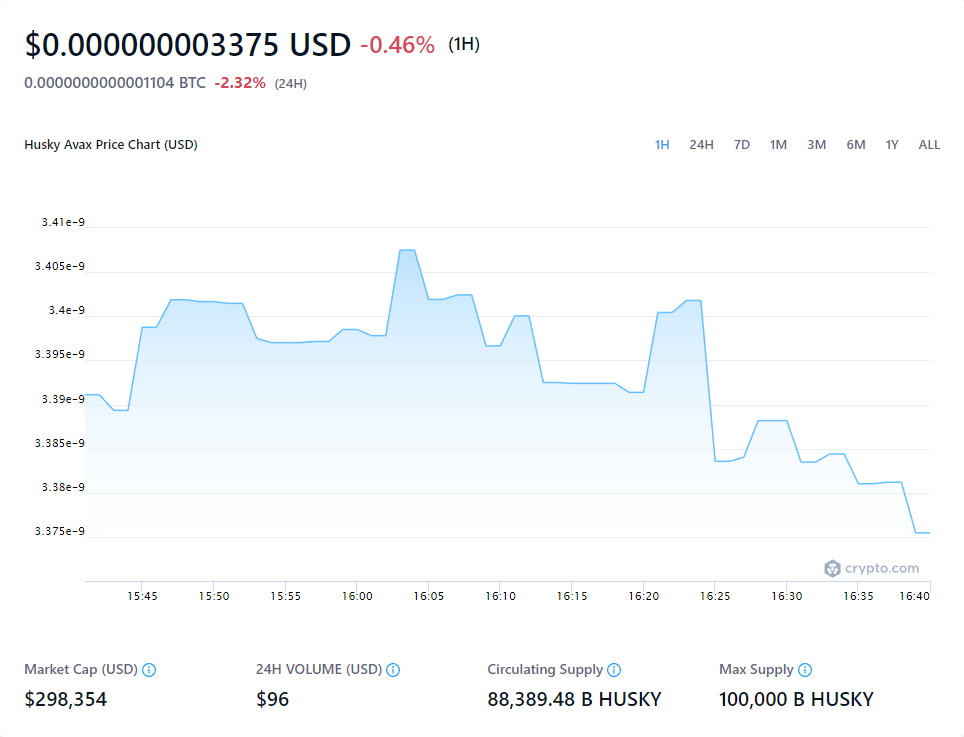 $0.000000003375 USD -0.46% (1H)
0.0000000000001104 BTC -2.32% (24H)
Husky Avax Price Chart (USD) 1H 24H 7D 1M 3M 6M 1Y ALL
3.41e-9
3.405e-9
3.4e-9
3.395e-9
3.39e-9
3.385e-9
3.38e-9
3.375e-9
crypto.com
15:45 15:50 15:55 16:00 16:05 16:10 16:15 16:20 16:25 16:30 16:35 16:40
Market Cap (USD) 24H VOLUME (USD) Circulating Supply Max Supply
$298,354 $96 88,389.48 B HUSKY 100,000 B HUSKY